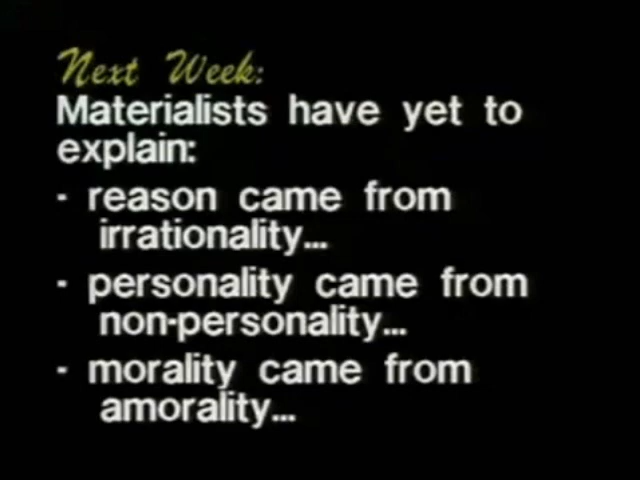 Next Week:
Materialists have yet to
explain:
- reason came from
irrationality...
- personality came from
non-personality...
- morality came from
amorality...